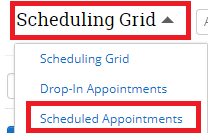 Scheduling Grid
Scheduling Grid
Drop-In Appointments
Scheduled Appointments